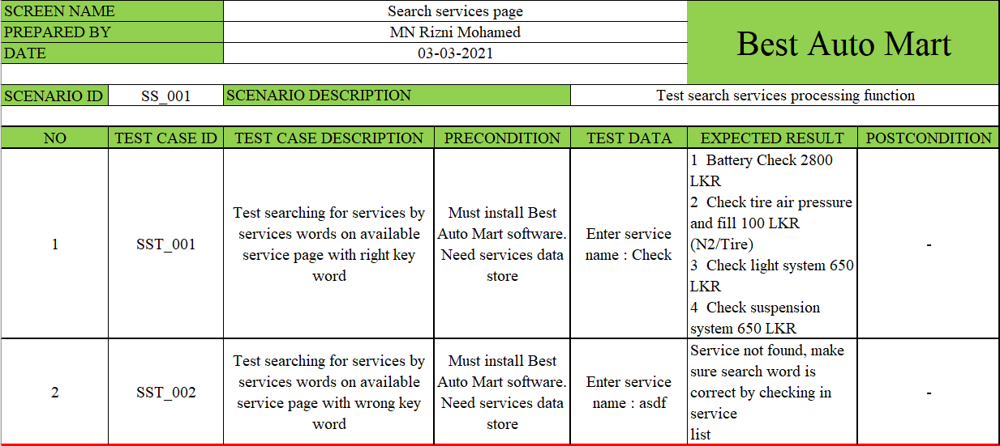 SCREEN NAME
Search services page
PREPARED BY
MN Rizni Mohamed
DATE
03-03-2021
Best Auto Mart
SCENARIO ID
SS_001
SCENARIO DESCRIPTION
Test search services processing function
NO
TEST CASE ID
TEST CASE DESCRIPTION
PRECONDITION
TEST DATA
EXPECTED RESULT
POSTCONDITION
1
SST_001
Test searching for services by
services words on available
service page with right key
word
Must install Best
Auto Mart software.
Need services data
store
Enter service
name : Check
1 Battery Check 2800
LKR
2 Check tire air pressure
and fill 100 LKR
(N2/Tire)
3 Check light system 650
LKR
4 Check suspension
system 650 LKR
-
2
SST_002
Test searching for services by
services words on available
service page with wrong key
word
Must install Best
Auto Mart software.
Need services data
store
Enter service
name : asdf
Service not found, make
sure search word is
correct by checking in
service
list
-